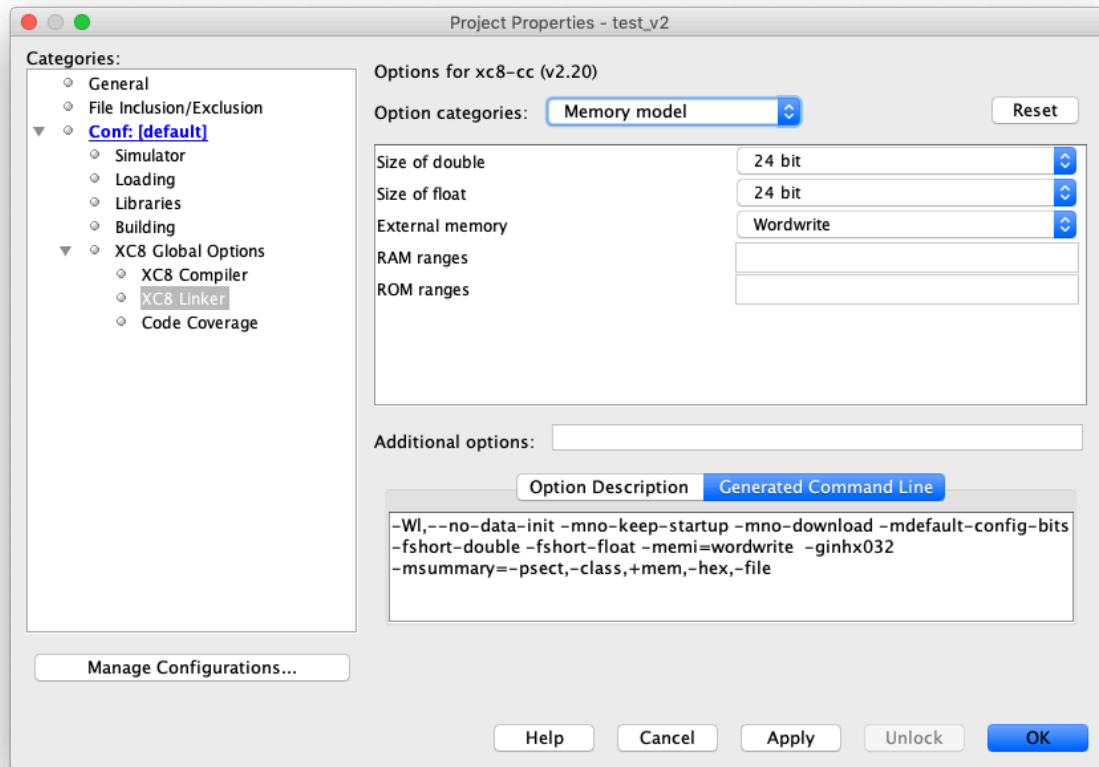 Project Properties - test_v2
Categories:
General
File Inclusion/Exclusion
Conf: [default]
Simulator
Loading
Libraries
Building
XC8 Global Options
XC8 Compiler
XC8 Linker
Code Coverage
Manage Configurations...
Options for xc8-cc (v2.20)
Option categories: Memory model Reset
Size of double 24 bit
Size of float 24 bit
External memory Wordwrite
RAM ranges
ROM ranges
Additional options:
Option Description Generated Command Line
-Wl,--no-data-init -mno-keep-startup -mno-download -mdefault-config-bits
-fshort-double -fshort-float -memi=wordwrite -ginhx032
-msummary=-psect,-class,+mem,-hex,-file
Help Cancel Apply Unlock OK